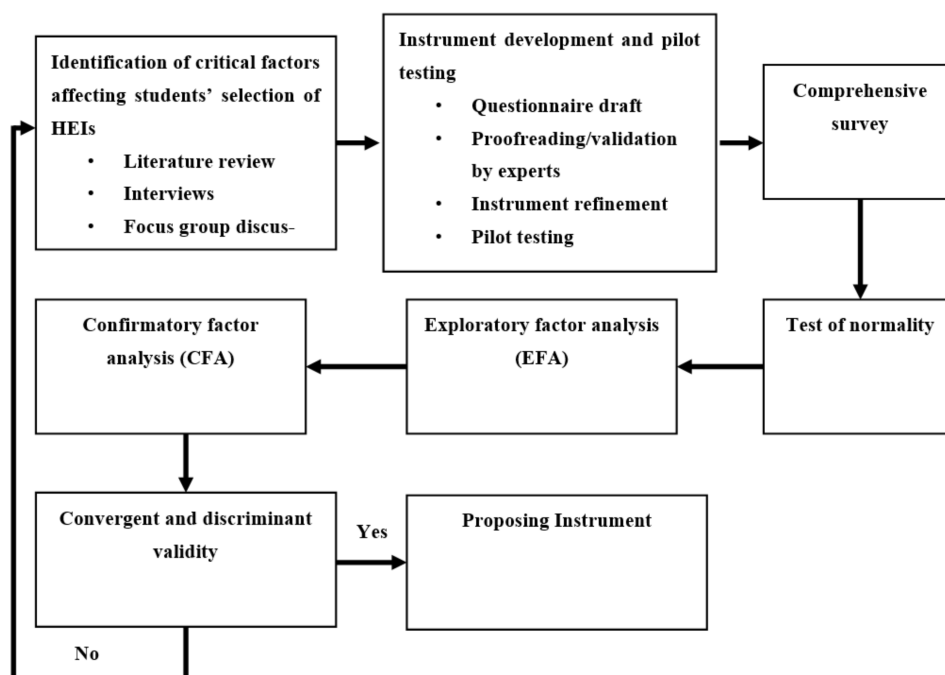 Identification of critical factors
affecting students’ selection of
HEIs
• Literature review
• Interviews
• Focus group discus-
Instrument development and pilot
testing
• Questionnaire draft
• Proofreading/validation
by experts
• Instrument refinement
• Pilot testing
Comprehensive
survey
Test of normality
Exploratory factor analysis
(EFA)
Confirmatory factor
analysis (CFA)
Convergent and discriminant
validity
Yes
Proposing Instrument
No